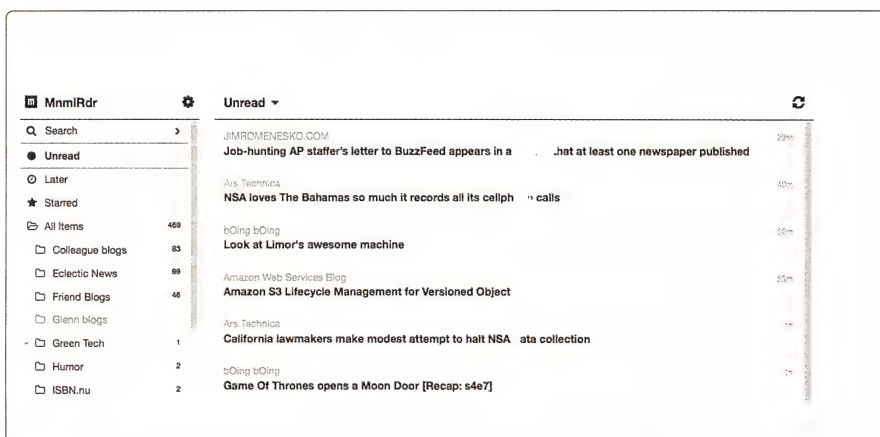 MnmlRdr
Search
Unread
Later
Starred
All Items 469
Colleague blogs 83
Eclectic News 99
Friend Blogs 46
Glenn blogs
Green Tech 1
Humor 2
ISBN.nu 2
Unread
JIMROMENESKO.COM
Job-hunting AP staffer's letter to BuzzFeed appears in a hat at least one newspaper published
Ars Technica
NSA loves The Bahamas so much it records all its cellph calls
bOing bOing
Look at Limor's awesome machine
Amazon Web Services Blog
Amazon S3 Lifecycle Management for Versioned Object
Ars Technica
California lawmakers make modest attempt to halt NSA ata collection
bOing bOing
Game Of Thrones opens a Moon Door [Recap: s4e7]